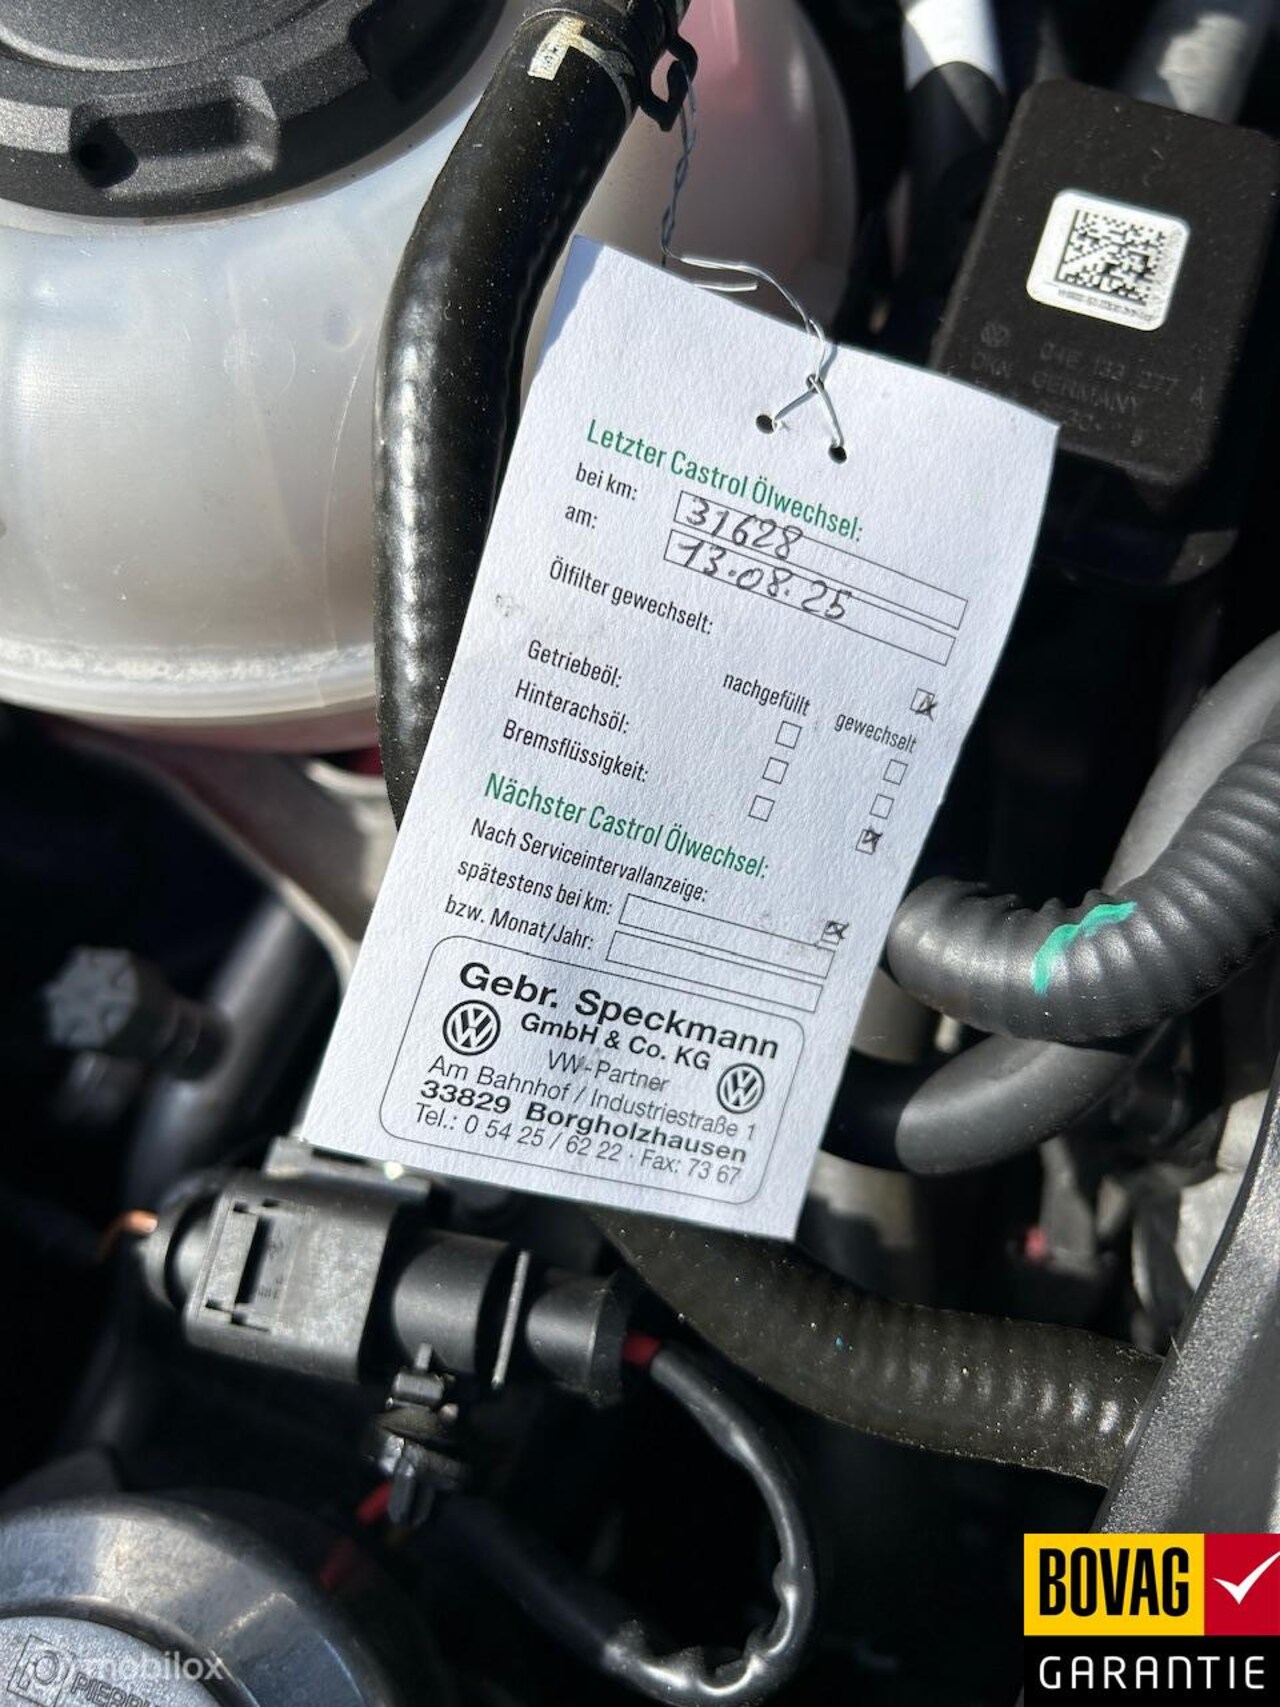 Letzter Castrol Ölwechsel:
bei km: 31628
am: 13.08.25
Ölfilter gewechselt:
nachgefüllt gewechselt
Getriebeöl:
Hinterachsöl:
Bremsflüssigkeit:
Nächster Castrol Ölwechsel:
Nach Serviceintervallanzeige:
spätestens bei km:
bzw. Monat/Jahr:
Gebr. Speckmann
GmbH & Co. KG
VW-Partner
Am Bahnhof / Industriestraße 1
33829 Borgholzhausen
Tel.: 0 54 25 / 62 22 · Fax: 73 67
GERMANY
BOVAG
GARANTIE
mobilox